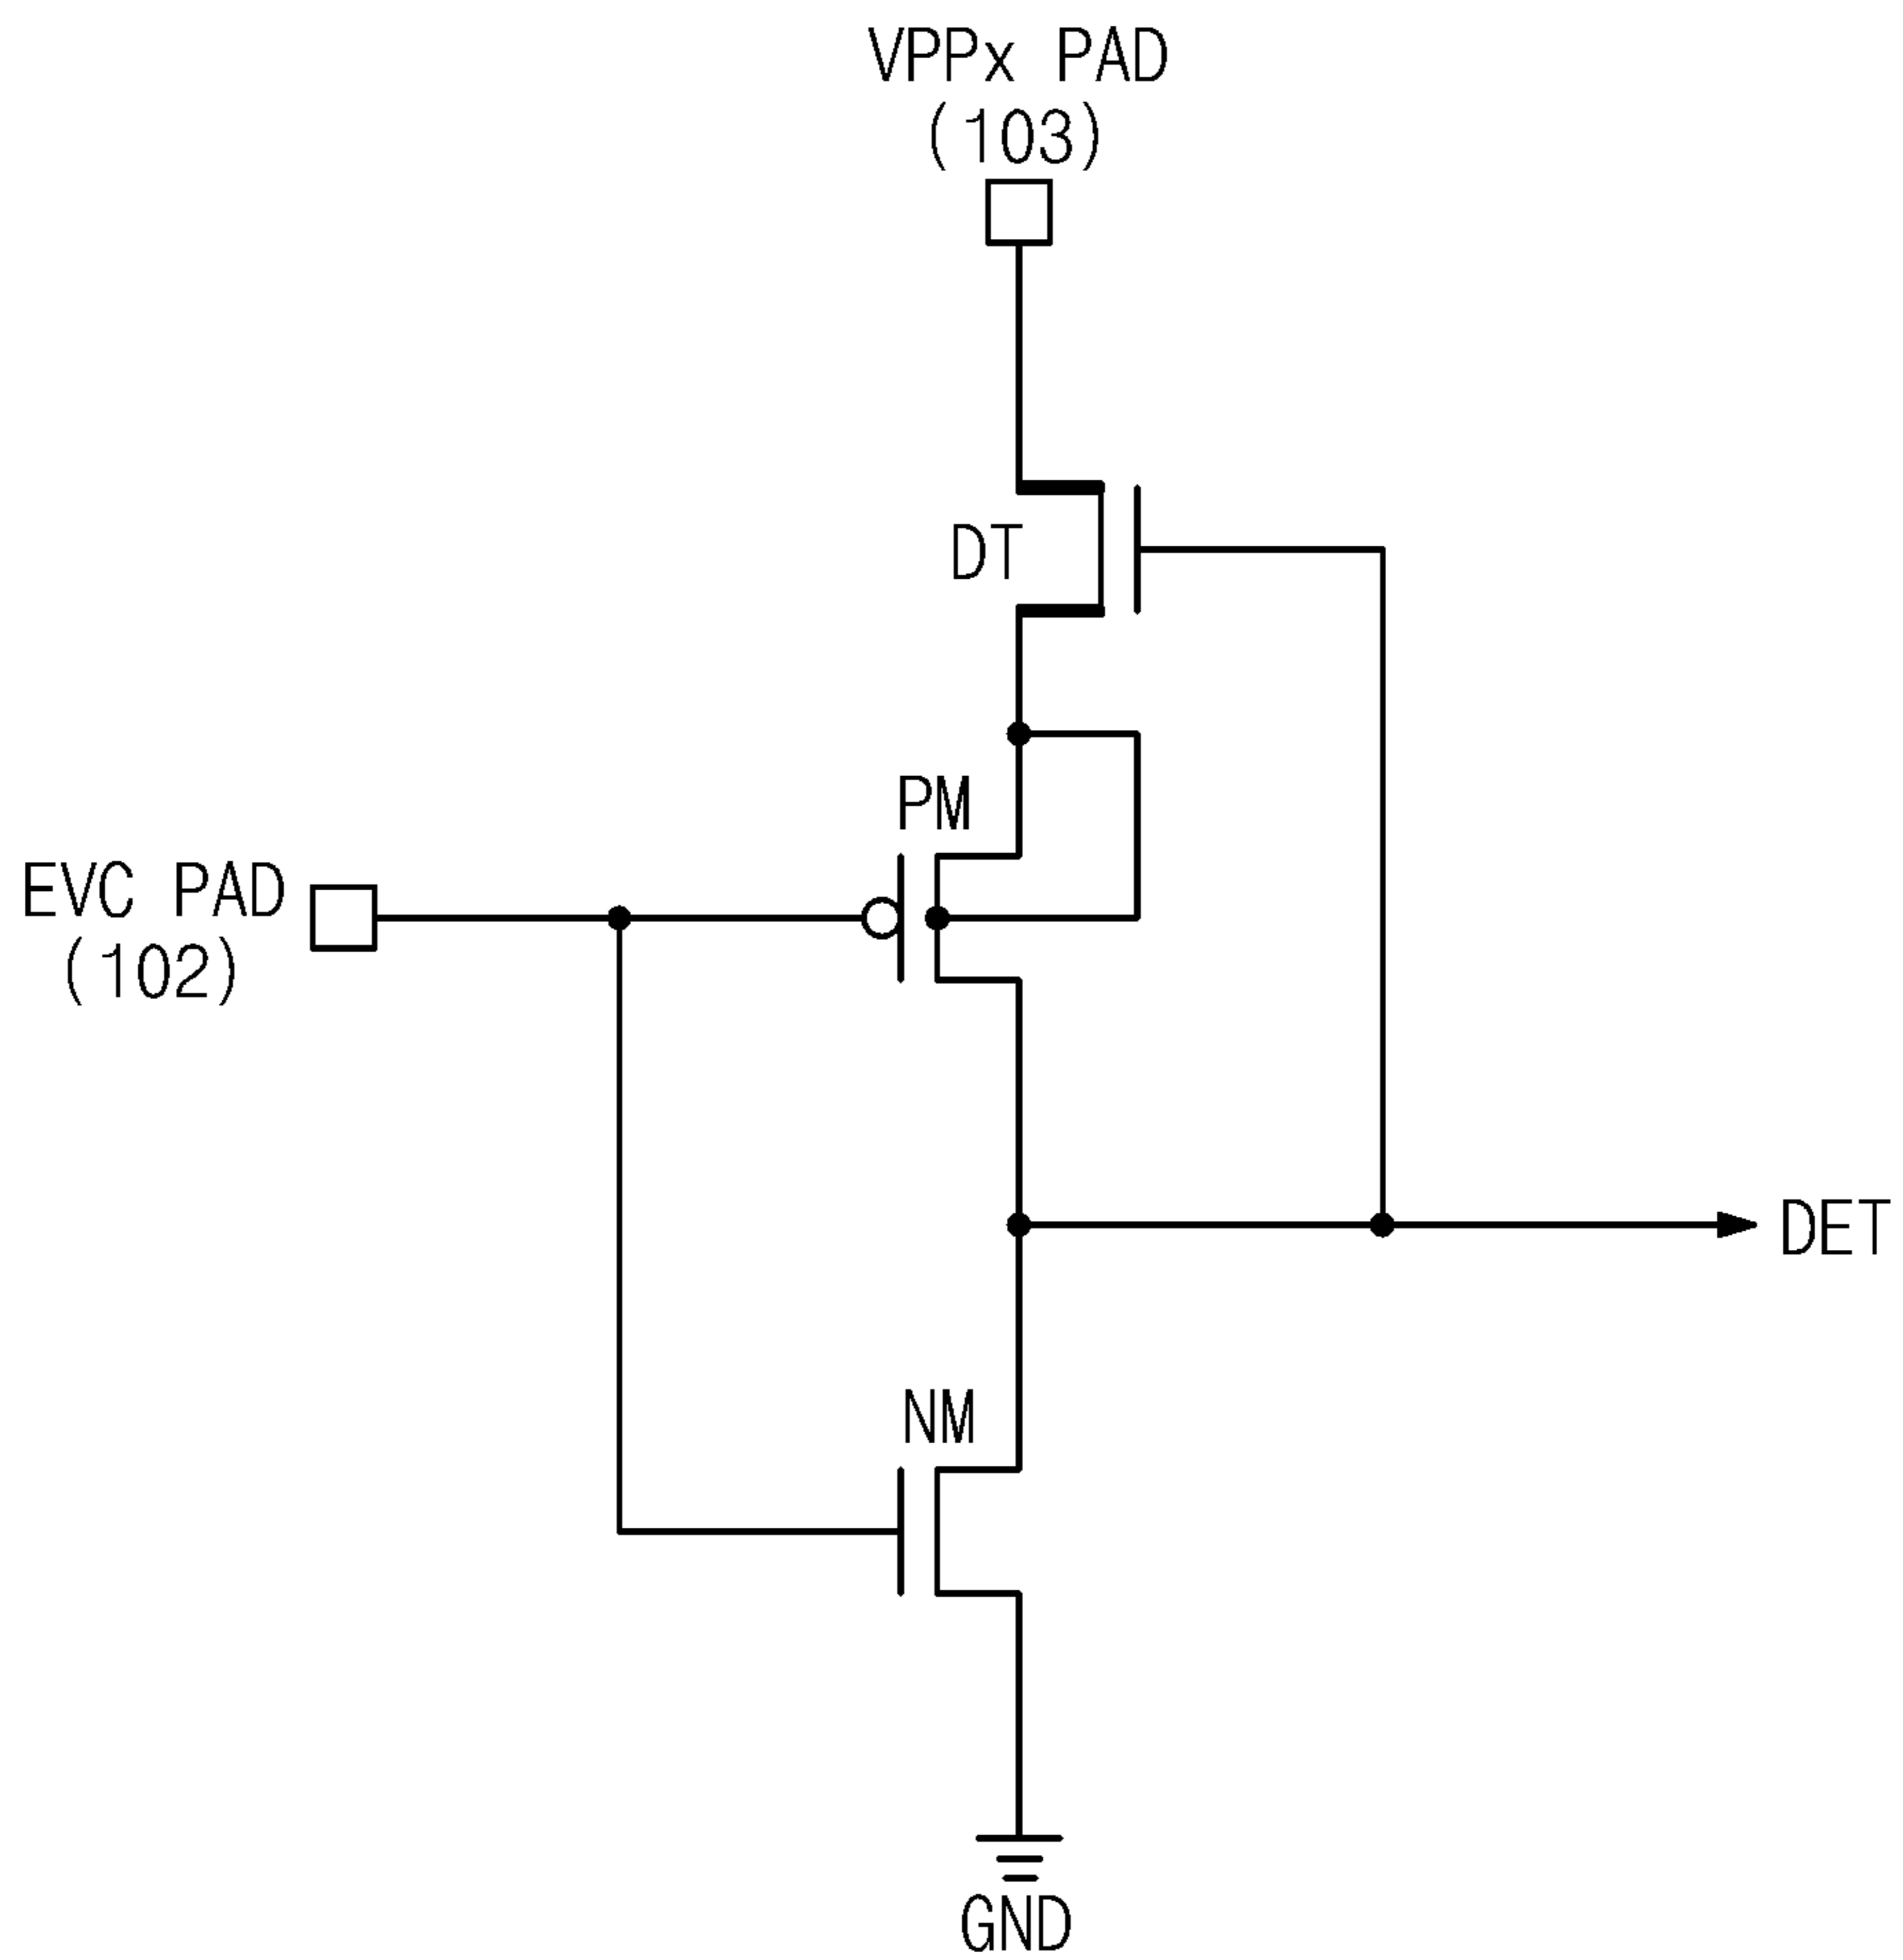 VPPx PAD
(103)
DT
PM
EVC PAD
(102)
DET
NM
GND